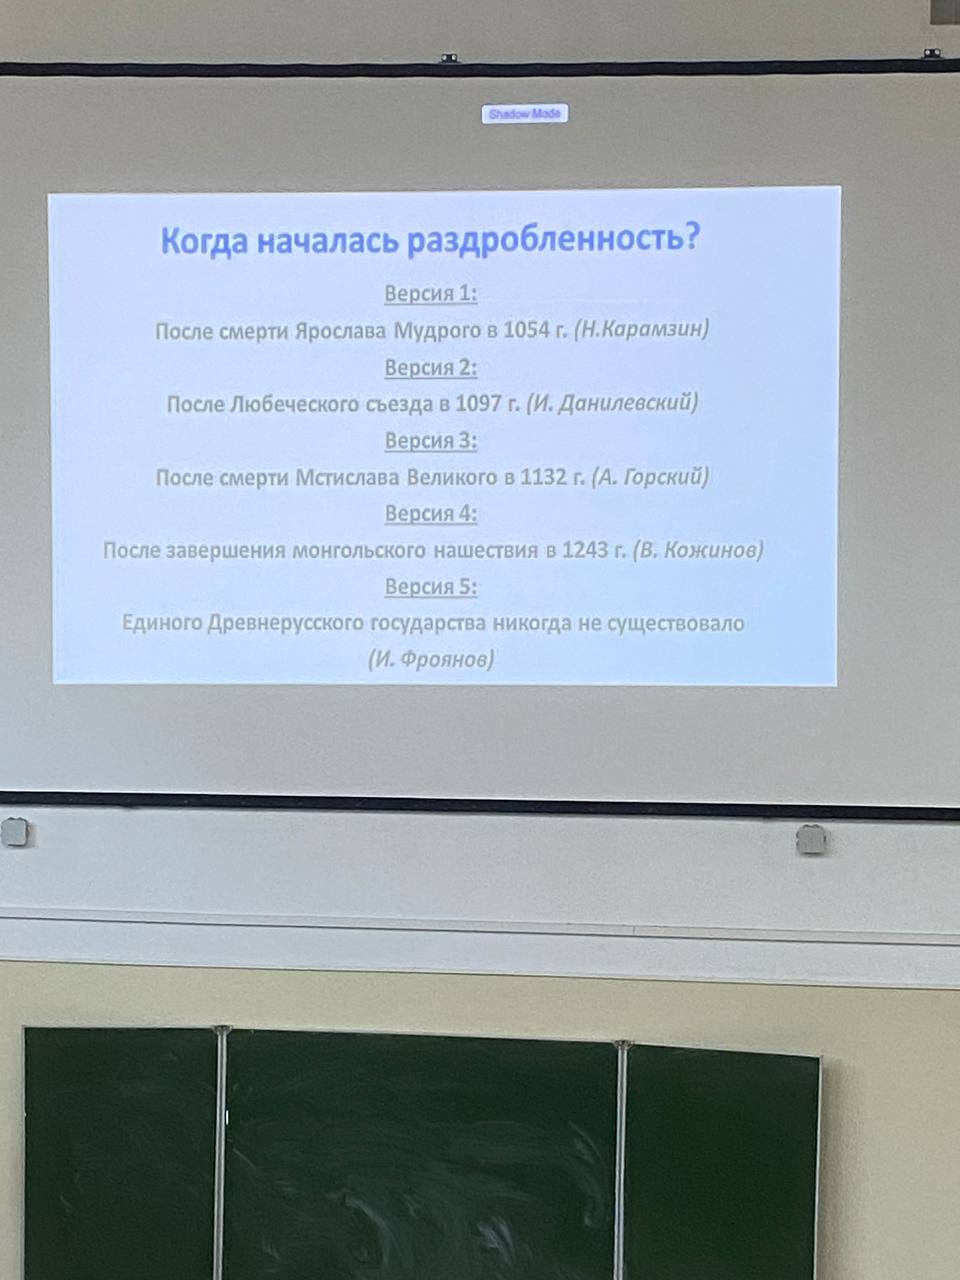 Shadow Mode
Когда началась раздробленность?
Версия 1:
После смерти Ярослава Мудрого в 1054 г. (Н.Карамзин)
Версия 2:
После Любеческого съезда в 1097 г. (И. Данилевский)
Версия 3:
После смерти Мстислава Великого в 1132 г. (А. Горский)
Версия 4:
После завершения монгольского нашествия в 1243 г. (В. Кожинов)
Версия 5:
Единого Древнерусского государства никогда не существовало
(И. Фроянов)